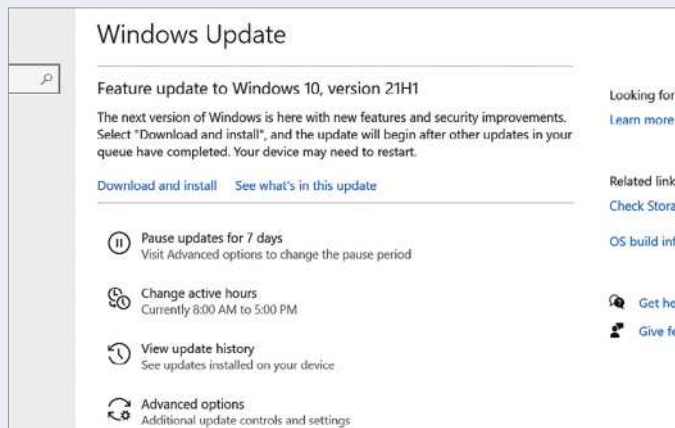 Windows Update
Feature update to Windows 10, version 21H1
The next version of Windows is here with new features and security improvements.
Select "Download and install", and the update will begin after other updates in your
queue have completed. Your device may need to restart.
Download and install See what's in this update
Pause updates for 7 days
Visit Advanced options to change the pause period
Change active hours
Currently 8:00 AM to 5:00 PM
View update history
See updates installed on your device
Advanced options
Additional update controls and settings
Looking for
Learn more
Related link
Check Stora
OS build inf
Get he
Give fe